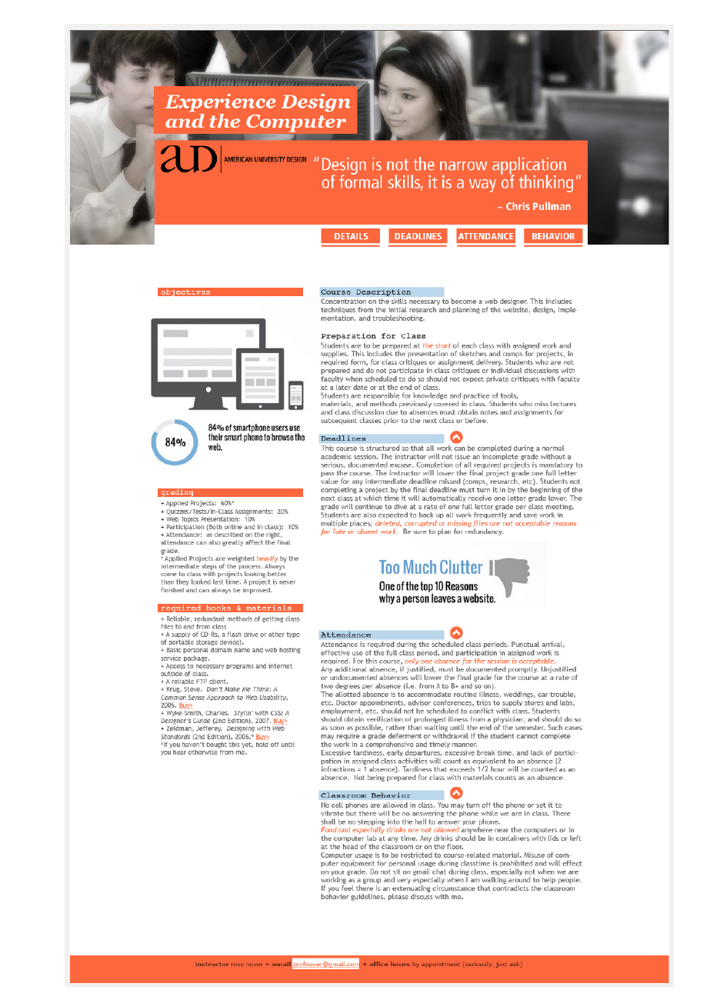 Experience Design
and the Computer
aD AMERICAN UNIVERSITY DESIGN
“Design is not the narrow application
of formal skills, it is a way of thinking”
~ Chris Pullman
DETAILS DEADLINES ATTENDANCE BEHAVIOR
objectives
84%
84% of smartphone users use
their smart phone to browse the
web.
grading
+ Applied Projects: 60%*
+ Quizzes/Tests/In-Class Assignments: 20%
+ Web Topics Presentation: 10%
+ Participation (Both online and in class): 10%
+ Attendance: as described on the right,
attendance can also greatly affect the final
grade.
* Applied Projects are weighted heavily by the
intermediate steps of the process. Always
come to class with projects looking better
than they looked last time. A project is never
finished and can always be improved.
required books & materials
+ Reliable, redundant methods of getting class
files to and from class
+ A supply of CD-Rs, a flash drive or other type
of portable storage device).
+ Basic personal domain name and web hosting
service package.
+ Access to necessary programs and internet
outside of class.
+ A reliable FTP client.
+ Krug, Steve. Don't Make Me Think: A
Common Sense Approach to Web Usability,
2005. Buy>
+ Wyke-Smith, Charles. Stylin' with CSS: A
Designer's Guide (2nd Edition), 2007. Buy>
+ Zeldman, Jefferey. Designing with Web
Standards (2nd Edition), 2006.* Buy>
*If you haven't bought this yet, hold off until
you hear otherwise from me.
Course Description
Concentration on the skills necessary to become a web designer. This includes
techniques from the initial research and planning of the website, design, imple-
mentation, and troubleshooting.
Preparation for Class
Students are to be prepared at the start of each class with assigned work and
supplies. This includes the presentation of sketches and comps for projects, in
required form, for class critiques or assignment delivery. Students who are not
prepared and do not participate in class critiques or individual discussions with
faculty when scheduled to do so should not expect private critiques with faculty
at a later date or at the end of class.
Students are responsible for knowledge and practice of tools,
materials, and methods previously covered in class. Students who miss lectures
and class discussion due to absences must obtain notes and assignments for
subsequent classes prior to the next class or before.
Deadlines
This course is structured so that all work can be completed during a normal
academic session. The instructor will not issue an incomplete grade without a
serious, documented excuse. Completion of all required projects is mandatory to
pass the course. The instructor will lower the final project grade one full letter
value for any intermediate deadline missed (comps, research, etc). Students not
completing a project by the final deadline must turn it in by the beginning of the
next class at which time it will automatically receive one letter grade lower. The
grade will continue to dive at a rate of one full letter grade per class meeting.
Students are also expected to back up all work frequently and save work in
multiple places; deleted, corrupted or missing files are not acceptable reasons
for late or absent work. Be sure to plan for redundancy.
Too Much Clutter
One of the top 10 Reasons
why a person leaves a website.
Attendance
Attendance is required during the scheduled class periods. Punctual arrival,
effective use of the full class period, and participation in assigned work is
required. For this course, only one absence for the session is acceptable.
Any additional absence, if justified, must be documented promptly. Unjustified
or undocumented absences will lower the final grade for the course at a rate of
two degrees per absence (i.e. from A to B+ and so on).
The allotted absence is to accommodate routine illness, weddings, car trouble,
etc. Doctor appointments, advisor conferences, trips to supply stores and labs,
employment, etc. should not be scheduled to conflict with class. Students
should obtain verification of prolonged illness from a physician, and should do so
as soon as possible, rather than waiting until the end of the semester. Such cases
may require a grade deferment or withdrawal if the student cannot complete
the work in a comprehensive and timely manner.
Excessive tardiness, early departures, excessive break time, and lack of partici-
pation in assigned class activities will count as equivalent to an absence (2
infractions = 1 absence). Tardiness that exceeds 1/2 hour will be counted as an
absence. Not being prepared for class with materials counts as an absence.
Classroom Behavior
No cell phones are allowed in class. You may turn off the phone or set it to
vibrate but there will be no answering the phone while we are in class. There
shall be no stepping into the hall to answer your phone.
Food and especially drinks are not allowed anywhere near the computers or in
the computer lab at any time. Any drinks should be in containers with lids or left
at the head of the classroom or on the floor.
Computer usage is to be restricted to course-related material. Misuse of com-
puter equipment for personal usage during classtime is prohibited and will effect
on your grade. Do not sit on gmail chat during class, especially not when we are
working as a group and very especially when I am walking around to help people.
If you feel there is an extenuating circumstance that contradicts the classroom
behavior guidelines, please discuss with me.
instructor ross nover + email profnover@gmail.com + office hours by appointment (seriously, just ask)